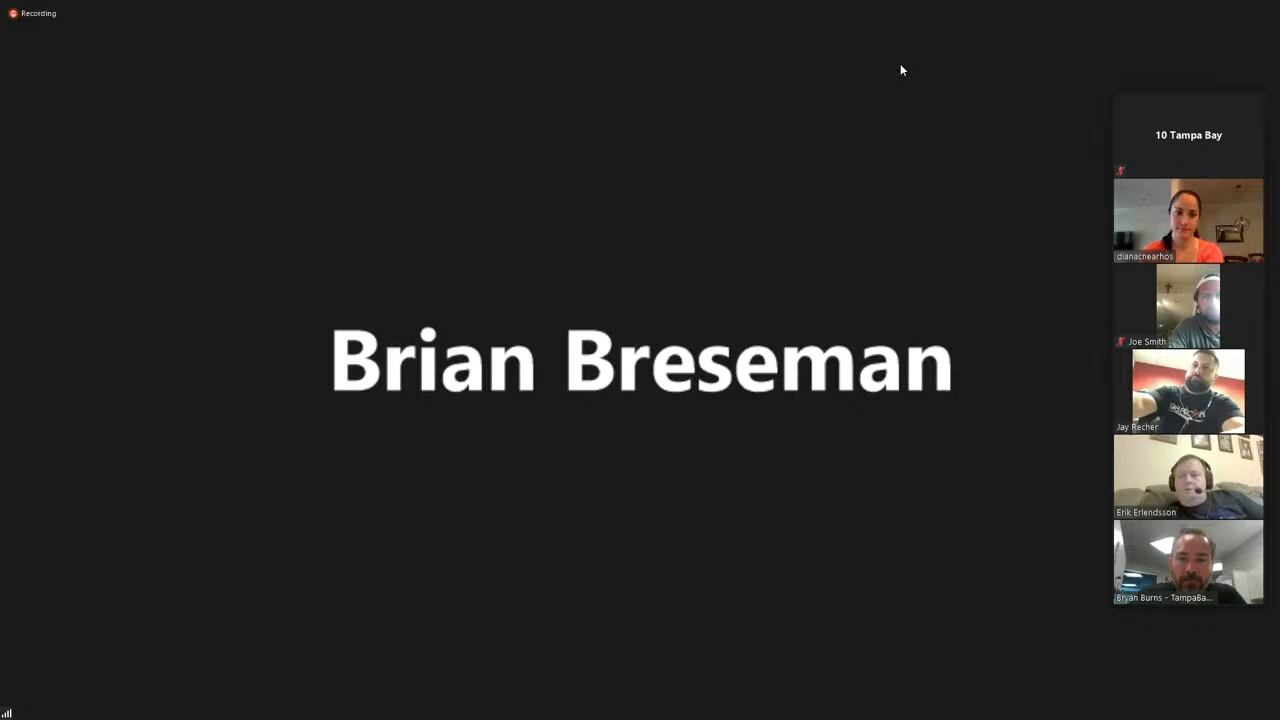 Recording
10 Tampa Bay
dianacnearhos
Joe Smith
Brian Breseman
Jay Recher
Erik Erlendsson
Bryan Burns - TampaBa...